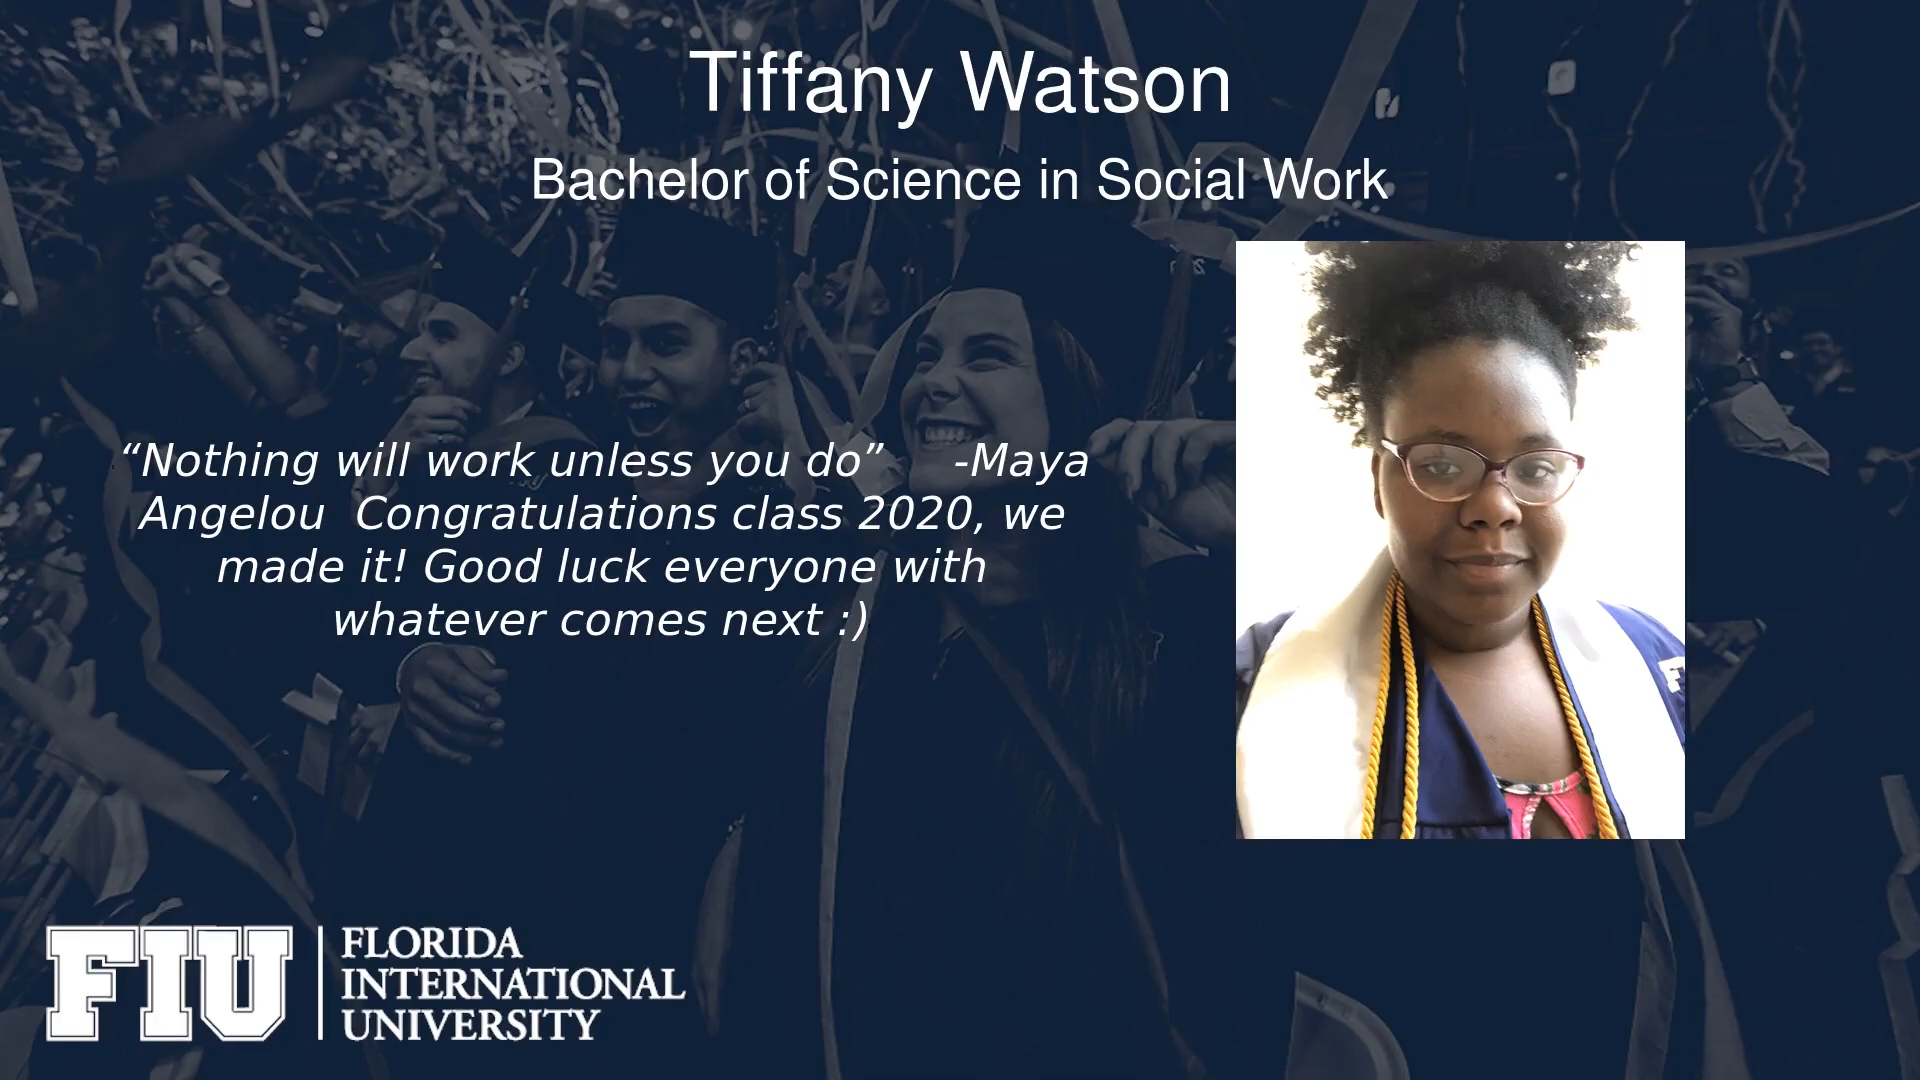 Tiffany Watson
Bachelor of Science in Social Work
“Nothing will work unless you do” -Maya
Angelou Congratulations class 2020, we
made it! Good luck everyone with
whatever comes next :)
FIU
FLORIDA
INTERNATIONAL
UNIVERSITY